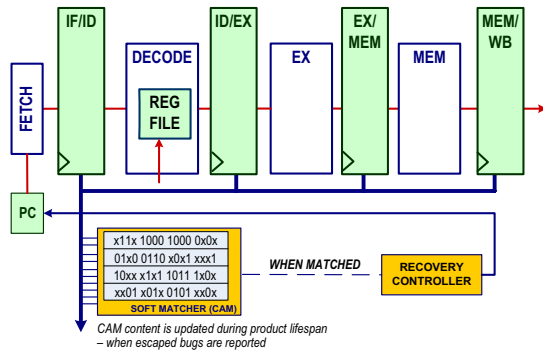 IF/ID
ID/EX
EX/
MEM
MEM/
WB
FETCH
DECODE
REG
FILE
EX
MEM
PC
x11x 1000 1000 0x0x
01x0 0110 x0x1 xxx1
10xx x1x1 1011 1x0x
xx01 x01x 0101 xx0x
SOFT MATCHER (CAM)
WHEN MATCHED
RECOVERY
CONTROLLER
CAM content is updated during product lifespan
– when escaped bugs are reported